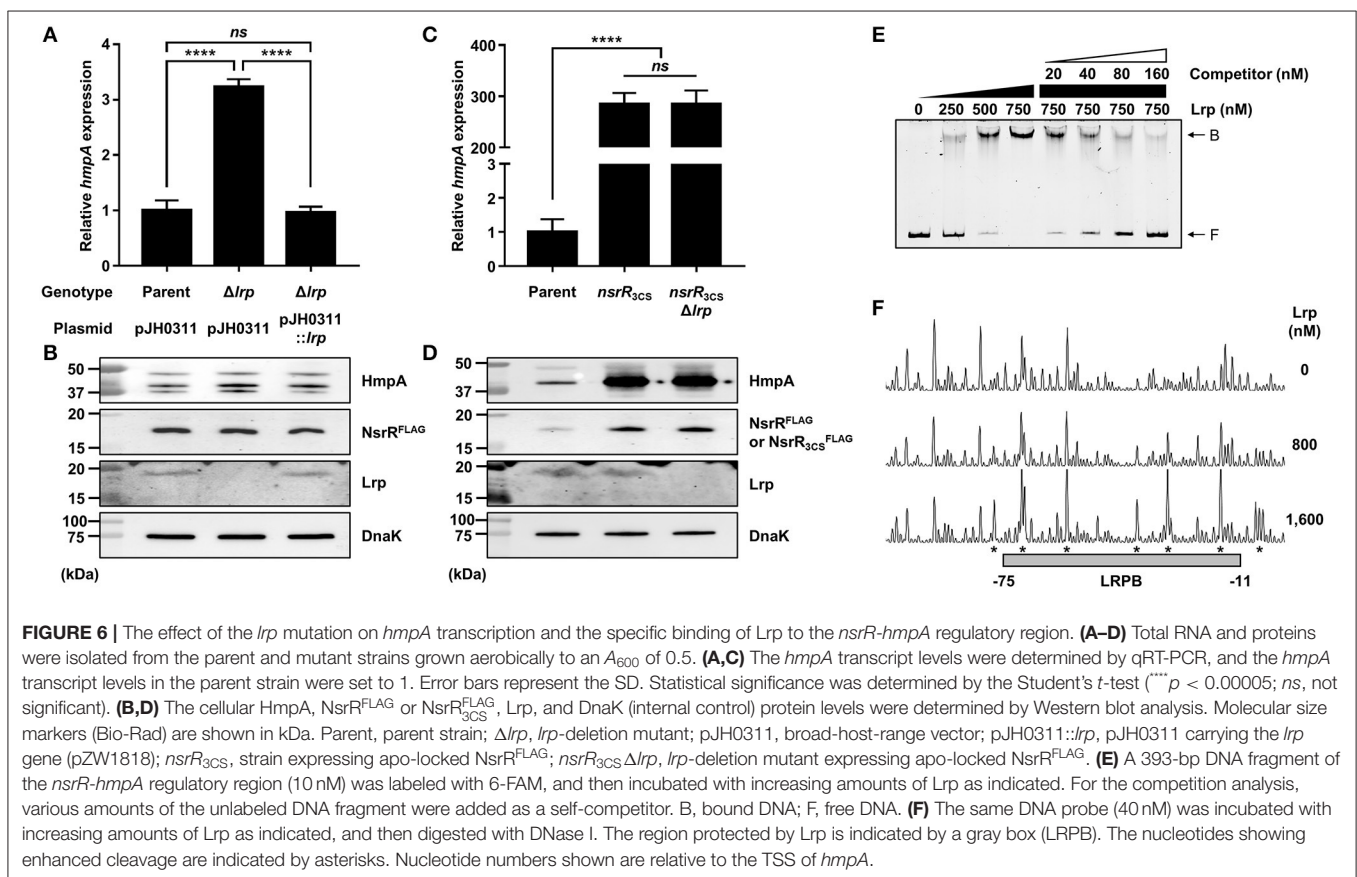 A
Relative hmpA expression
4
3
2
1
0
ns
**** ****
Genotype Parent Δlrp Δlrp
Plasmid pJH0311 pJH0311 pJH0311 ::lrp
B
50
37
HmpA
20
15
NsrR^FLAG
20
15
Lrp
100
75
DnaK
(kDa)
C
Relative hmpA expression
400
300
200
3
2
1
0
****
ns
Parent nsrR3CS nsrR3CS Δlrp
D
50
37
HmpA
20
15
NsrR^FLAG
or NsrR3CS^FLAG
20
15
Lrp
100
75
DnaK
(kDa)
E
20 40 80 160 Competitor (nM)
0 250 500 750 750 750 750 750 Lrp (nM)
B
F
F
Lrp
(nM)
0
800
1,600
* * * * * * *
-75 LRPB -11
FIGURE 6 | The effect of the lrp mutation on hmpA transcription and the specific binding of Lrp to the nsrR-hmpA regulatory region. (A–D) Total RNA and proteins
were isolated from the parent and mutant strains grown aerobically to an A600 of 0.5. (A,C) The hmpA transcript levels were determined by qRT-PCR, and the hmpA
transcript levels in the parent strain were set to 1. Error bars represent the SD. Statistical significance was determined by the Student's t-test (****p < 0.00005; ns, not
significant). (B,D) The cellular HmpA, NsrR^FLAG or NsrR3CS^FLAG, Lrp, and DnaK (internal control) protein levels were determined by Western blot analysis. Molecular size
markers (Bio-Rad) are shown in kDa. Parent, parent strain; Δlrp, lrp-deletion mutant; pJH0311, broad-host-range vector; pJH0311::lrp, pJH0311 carrying the lrp
gene (pZW1818); nsrR3CS, strain expressing apo-locked NsrR^FLAG; nsrR3CSΔlrp, lrp-deletion mutant expressing apo-locked NsrR^FLAG. (E) A 393-bp DNA fragment of
the nsrR-hmpA regulatory region (10 nM) was labeled with 6-FAM, and then incubated with increasing amounts of Lrp as indicated. For the competition analysis,
various amounts of the unlabeled DNA fragment were added as a self-competitor. B, bound DNA; F, free DNA. (F) The same DNA probe (40 nM) was incubated with
increasing amounts of Lrp as indicated, and then digested with DNase I. The region protected by Lrp is indicated by a gray box (LRPB). The nucleotides showing
enhanced cleavage are indicated by asterisks. Nucleotide numbers shown are relative to the TSS of hmpA.